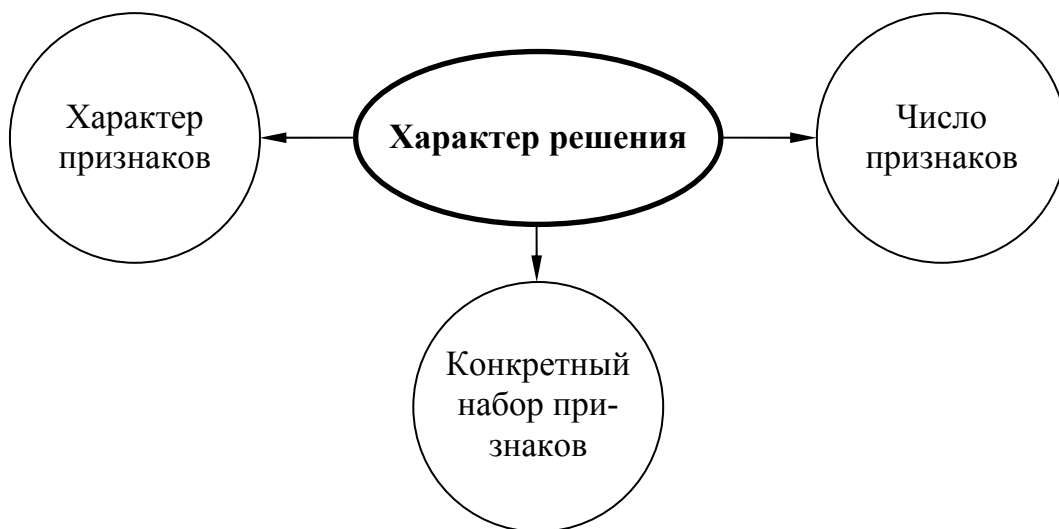 Характер
признаков
Характер решения
Число
признаков
Конкретный
набор при-
знаков